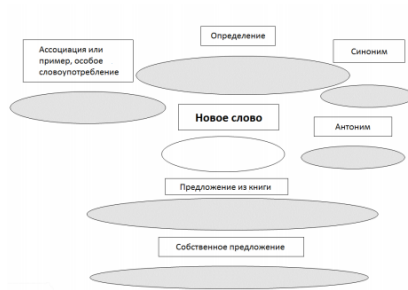 Определение
Ассоциация или
пример, особое
словоупотребление
Синоним
Новое слово
Антоним
Предложение из книги
Собственное предложение